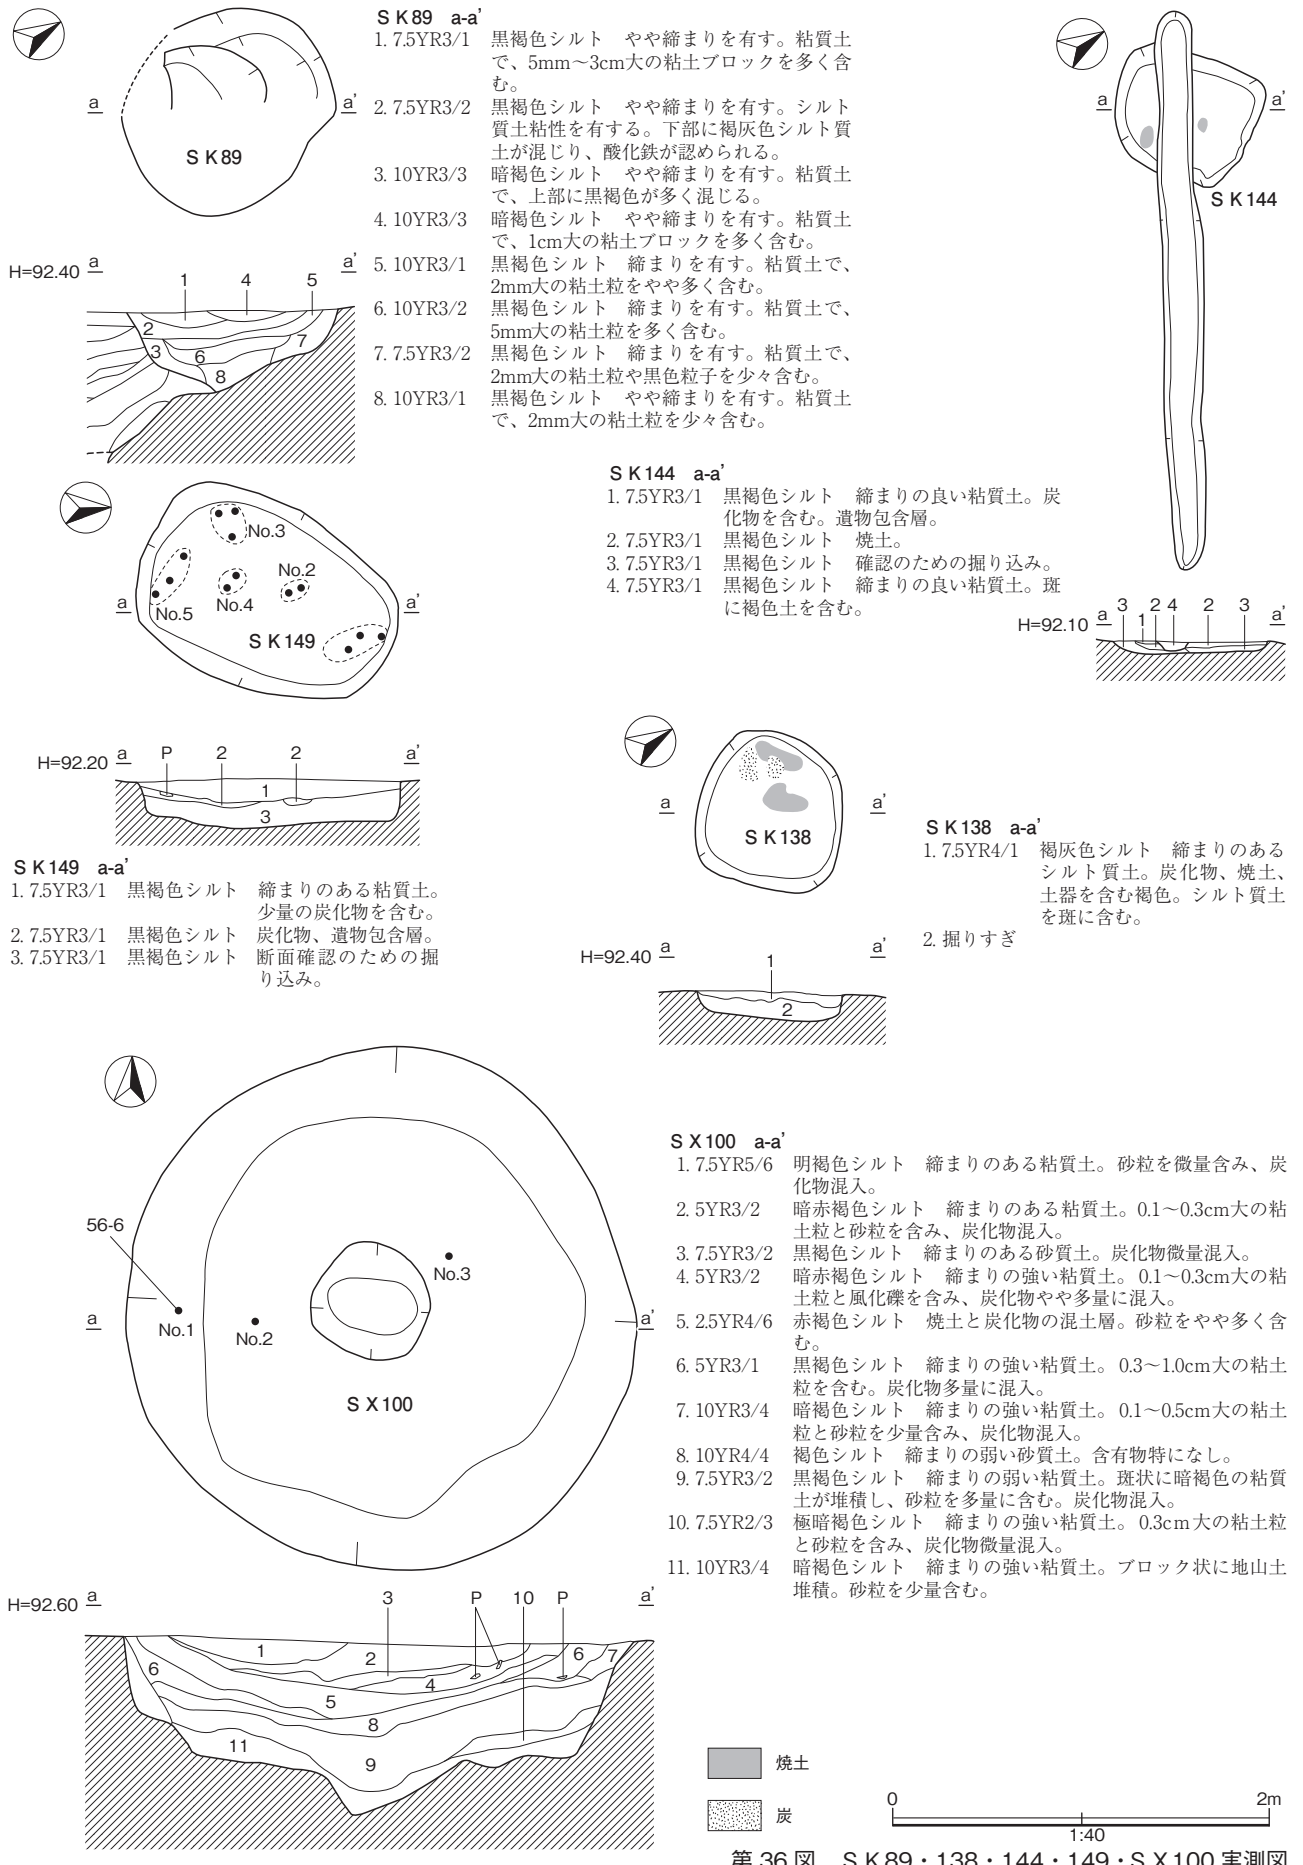 S K89　a-a'
1. 7.5YR3/1　黒褐色シルト　やや締まりを有す。粘質土
で、5mm～3cm大の粘土ブロックを多く含
む。
2. 7.5YR3/2　黒褐色シルト　やや締まりを有す。シルト
質土粘性を有する。下部に褐灰色シルト質
土が混じり、酸化鉄が認められる。
3. 10YR3/3　暗褐色シルト　やや締まりを有す。粘質土
で、上部に黒褐色が多く混じる。
4. 10YR3/3　暗褐色シルト　やや締まりを有す。粘質土
で、1cm大の粘土ブロックを多く含む。
5. 10YR3/1　黒褐色シルト　締まりを有す。粘質土で、
2mm大の粘土粒をやや多く含む。
6. 10YR3/2　黒褐色シルト　締まりを有す。粘質土で、
5mm大の粘土粒を多く含む。
7. 7.5YR3/2　黒褐色シルト　締まりを有す。粘質土で、
2mm大の粘土粒や黒色粒子を少々含む。
8. 10YR3/1　黒褐色シルト　やや締まりを有す。粘質土
で、2mm大の粘土粒を少々含む。
a　a'
S K89
H=92.40　a　a'
1　4　5
2
3　6　7
8
a　a'
S K144
S K144　a-a'
1. 7.5YR3/1　黒褐色シルト　締まりの良い粘質土。炭
化物を含む。遺物包含層。
2. 7.5YR3/1　黒褐色シルト　焼土。
3. 7.5YR3/1　黒褐色シルト　確認のための掘り込み。
4. 7.5YR3/1　黒褐色シルト　締まりの良い粘質土。斑
に褐色土を含む。
H=92.10　a　a'
3　1　2　4　2　3
No.3
No.2
No.4
No.5
a　a'
S K149
H=92.20　a　a'
P　2　2
1
3
S K149　a-a'
1. 7.5YR3/1　黒褐色シルト　締まりのある粘質土。
少量の炭化物を含む。
2. 7.5YR3/1　黒褐色シルト　炭化物、遺物包含層。
3. 7.5YR3/1　黒褐色シルト　断面確認のための掘
り込み。
a　a'
S K138
H=92.40　a　a'
1
2
S K138　a-a'
1. 7.5YR4/1　褐灰色シルト　締まりのある
シルト質土。炭化物、焼土、
土器を含む褐色。シルト質土
を斑に含む。
2. 掘りすぎ
56-6
No.3
No.1
No.2
a　a'
S X100
H=92.60　a　a'
3　P　10　P
1　2　6　7
6　4
5
8
11　9
S X100　a-a'
1. 7.5YR5/6　明褐色シルト　締まりのある粘質土。砂粒を微量含み、炭
化物混入。
2. 5YR3/2　暗赤褐色シルト　締まりのある粘質土。0.1～0.3cm大の粘
土粒と砂粒を含み、炭化物混入。
3. 7.5YR3/2　黒褐色シルト　締まりのある砂質土。炭化物微量混入。
4. 5YR3/2　暗赤褐色シルト　締まりの強い粘質土。0.1～0.3cm大の粘
土粒と風化礫を含み、炭化物やや多量に混入。
5. 2.5YR4/6　赤褐色シルト　焼土と炭化物の混土層。砂粒をやや多く含
む。
6. 5YR3/1　黒褐色シルト　締まりの強い粘質土。0.3～1.0cm大の粘土
粒を含む。炭化物多量に混入。
7. 10YR3/4　暗褐色シルト　締まりの強い粘質土。0.1～0.5cm大の粘土
粒と砂粒を少量含み、炭化物混入。
8. 10YR4/4　褐色シルト　締まりの弱い砂質土。含有物特になし。
9. 7.5YR3/2　黒褐色シルト　締まりの弱い粘質土。斑状に暗褐色の粘質
土が堆積し、砂粒を多量に含む。炭化物混入。
10. 7.5YR2/3　極暗褐色シルト　締まりの強い粘質土。0.3cm大の粘土粒
と砂粒を含み、炭化物微量混入。
11. 10YR3/4　暗褐色シルト　締まりの強い粘質土。ブロック状に地山土
堆積。砂粒を少量含む。
焼土
炭
0　2m
1:40
第36図　S K89・138・144・149・S X100実測図